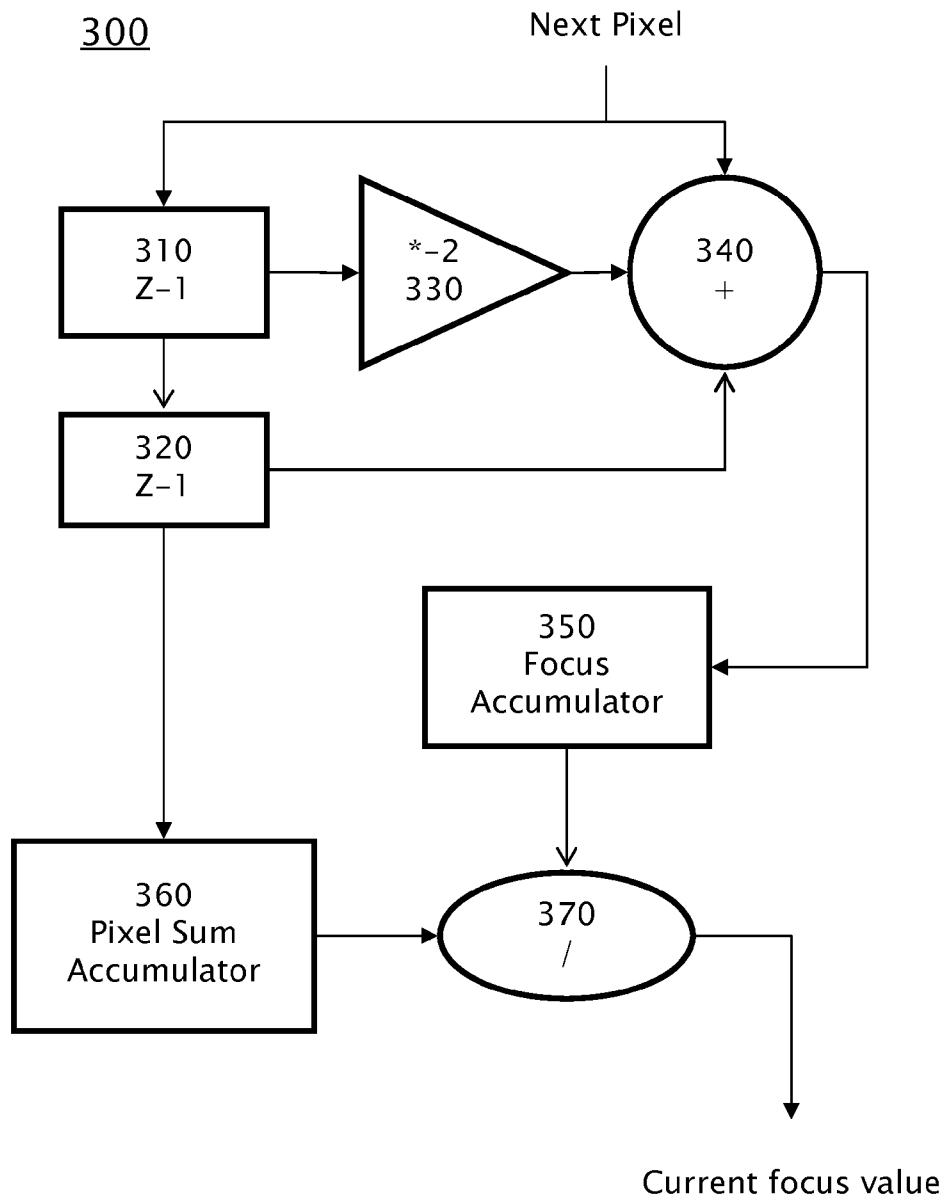 300
Next Pixel
310
Z-1
*-2
330
340
+
320
Z-1
350
Focus
Accumulator
360
Pixel Sum
Accumulator
370
/
Current focus value